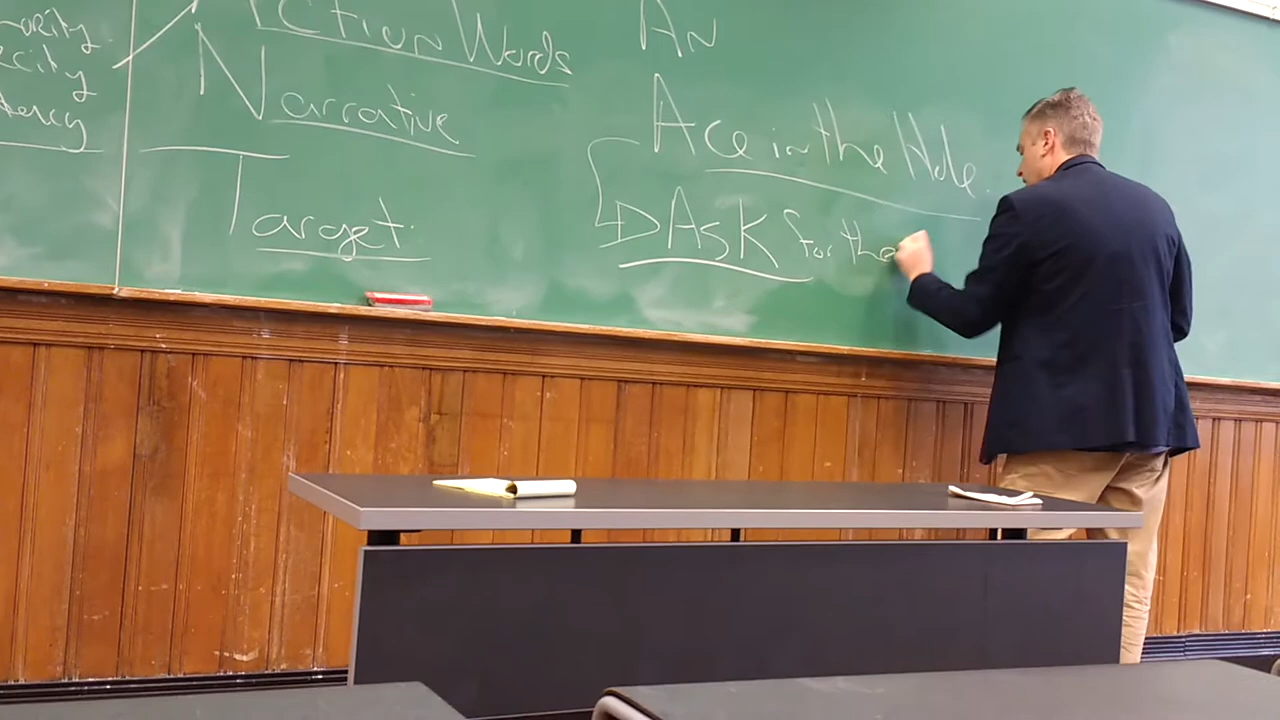 Action Words
Narrative
Target.
An
Ace in the Hole.
ASK for the